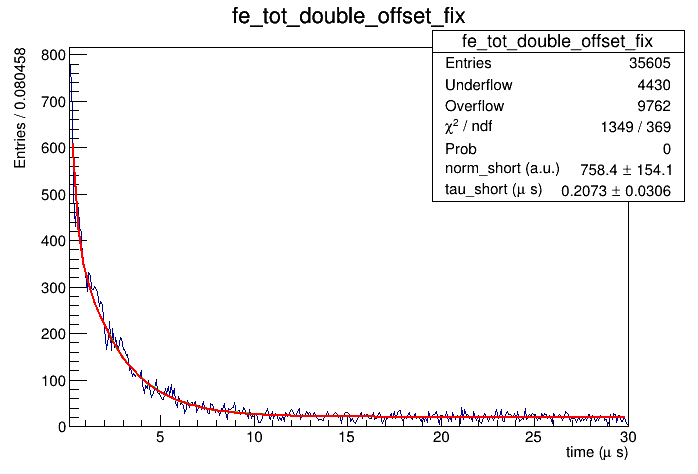 fe_tot_double_offset_fix
fe_tot_double_offset_fix
Entries 35605
Underflow 4430
Overflow 9762
χ² / ndf 1349 / 369
Prob 0
norm_short (a.u.) 758.4 ± 154.1
tau_short (μ s) 0.2073 ± 0.0306
Entries / 0.080458
800
700
600
500
400
300
200
100
0
5 10 15 20 25 30
time (μ s)